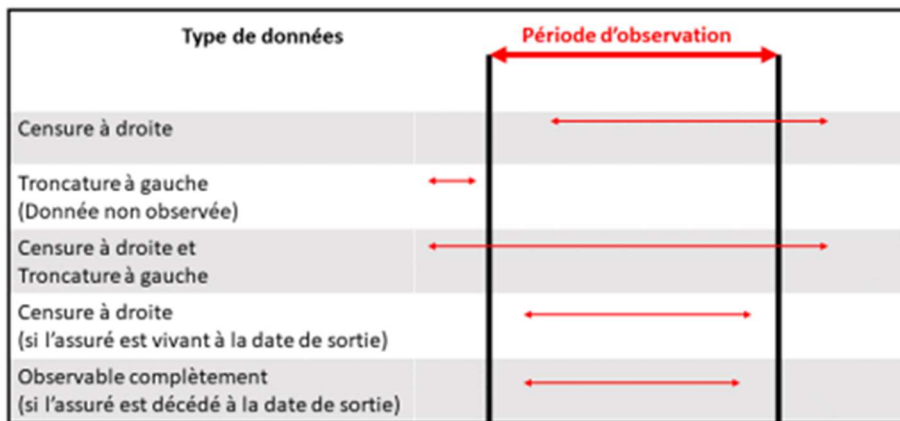 Type de données
Période d'observation
Censure à droite
Troncature à gauche
(Donnée non observée)
Censure à droite et
Troncature à gauche
Censure à droite
(si l'assuré est vivant à la date de sortie)
Observable complètement
(si l'assuré est décédé à la date de sortie)